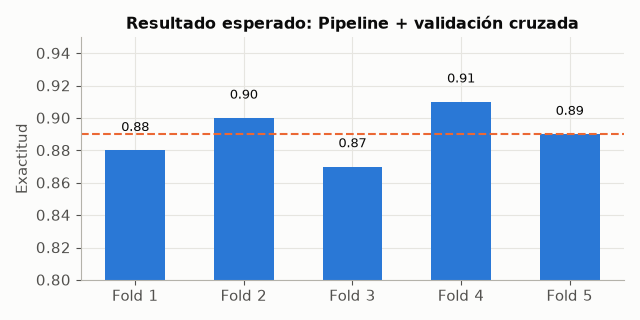 Resultado esperado: Pipeline + validación cruzada
Exactitud
0.94
0.92
0.90
0.88
0.86
0.84
0.82
0.80
0.88
0.90
0.87
0.91
0.89
Fold 1
Fold 2
Fold 3
Fold 4
Fold 5